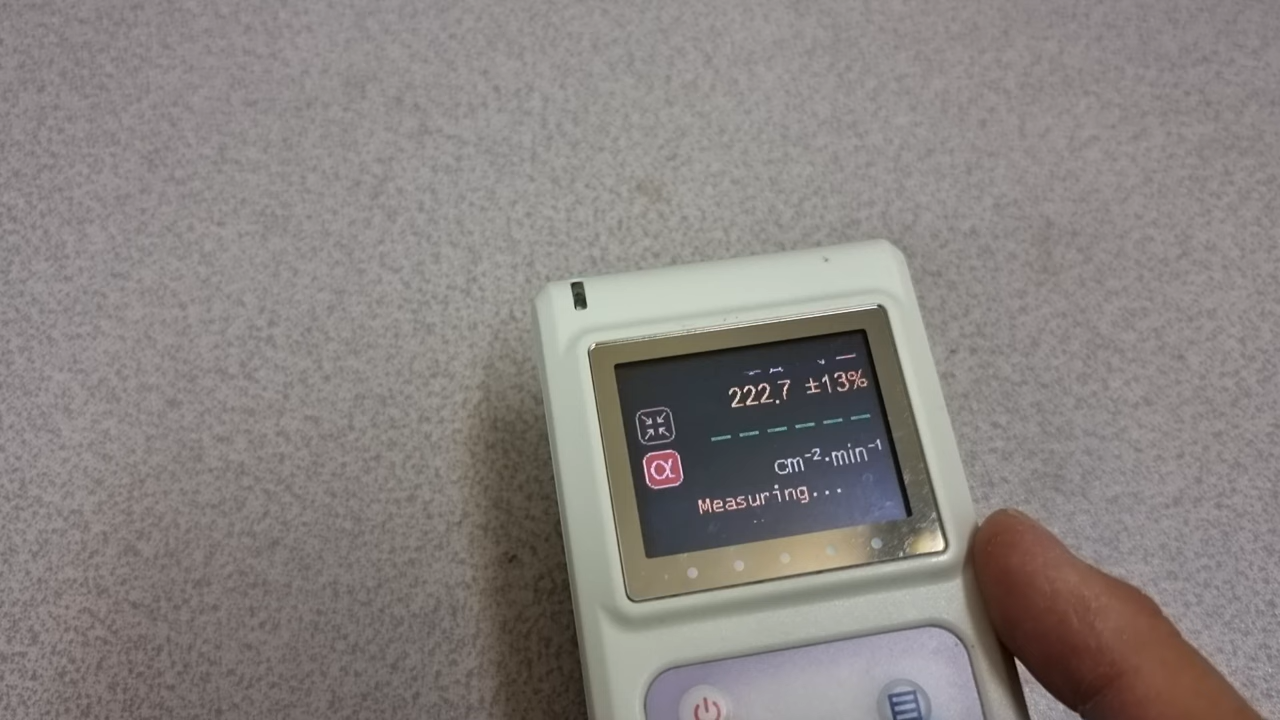 222.7 ±13%
α
cm⁻²·min⁻¹
Measuring...